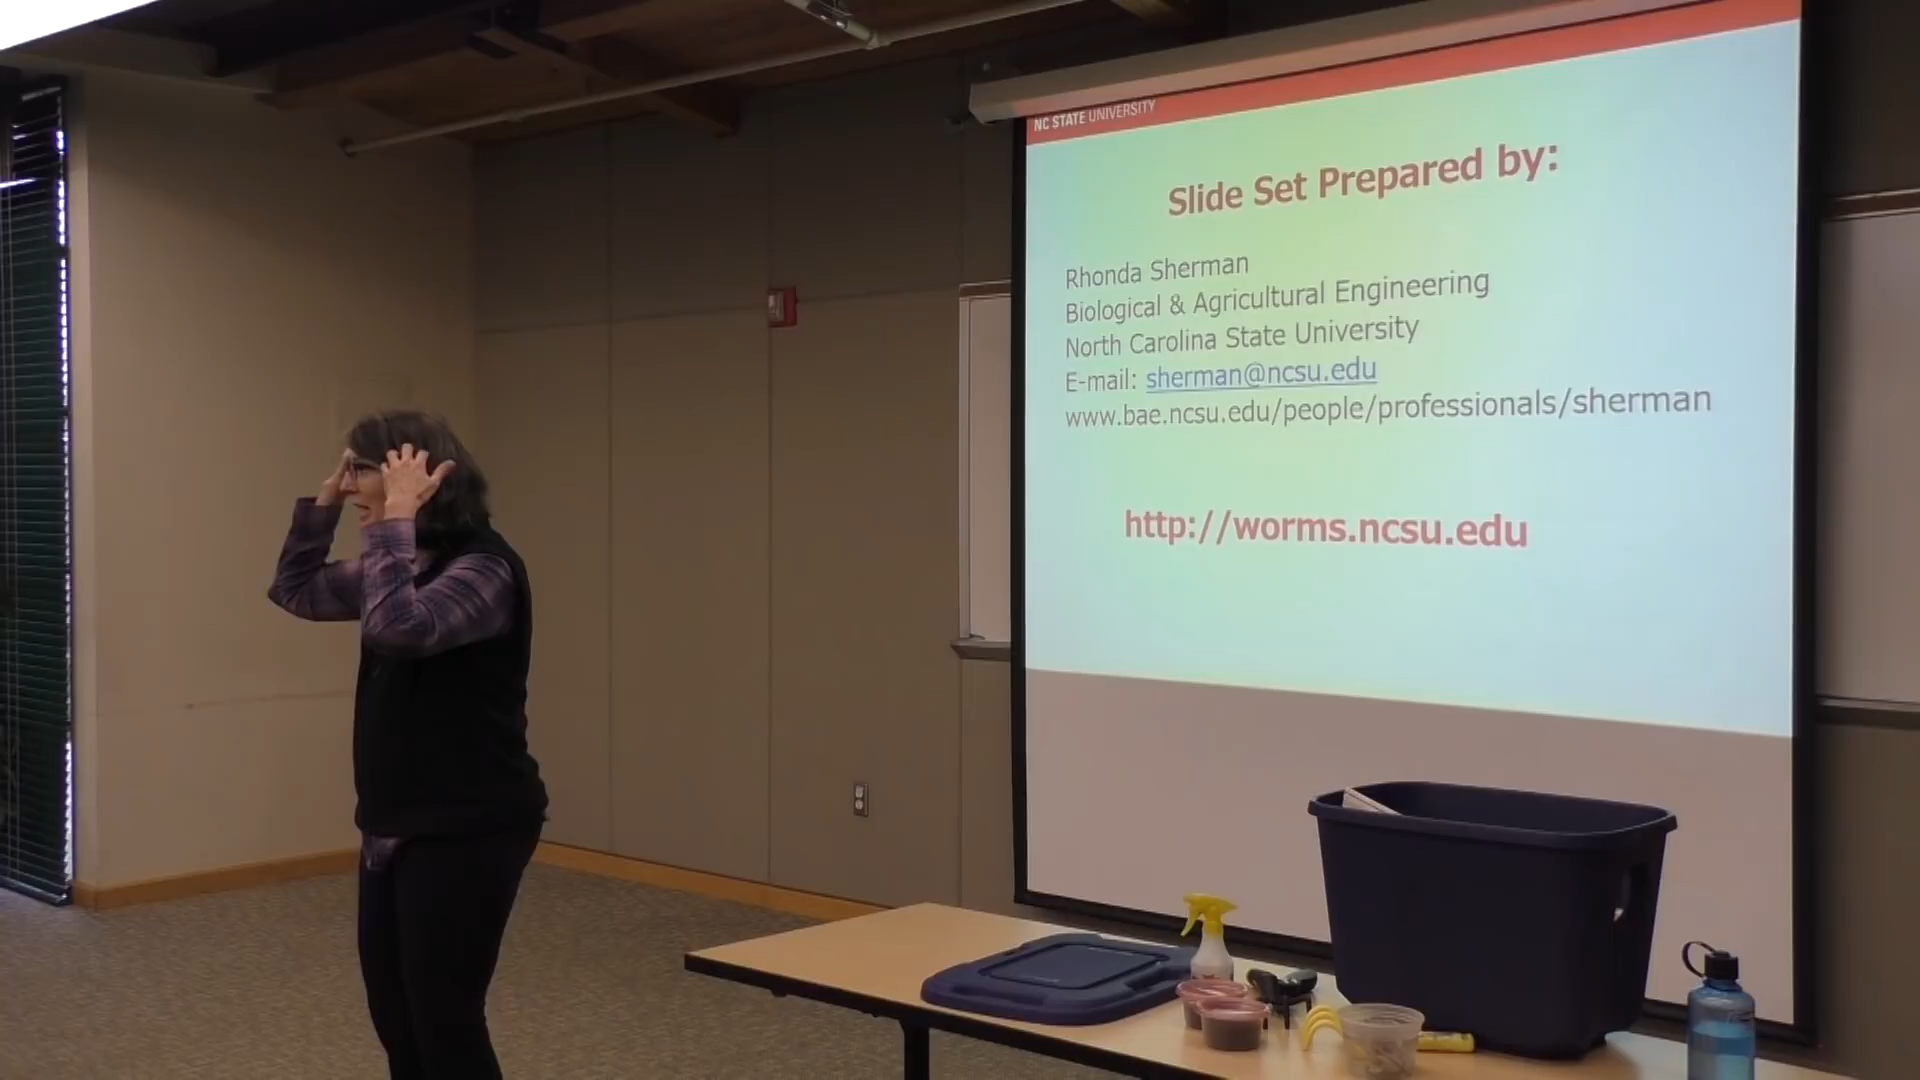 NC STATE UNIVERSITY
Slide Set Prepared by:
Rhonda Sherman
Biological & Agricultural Engineering
North Carolina State University
E-mail: sherman@ncsu.edu
www.bae.ncsu.edu/people/professionals/sherman
http://worms.ncsu.edu